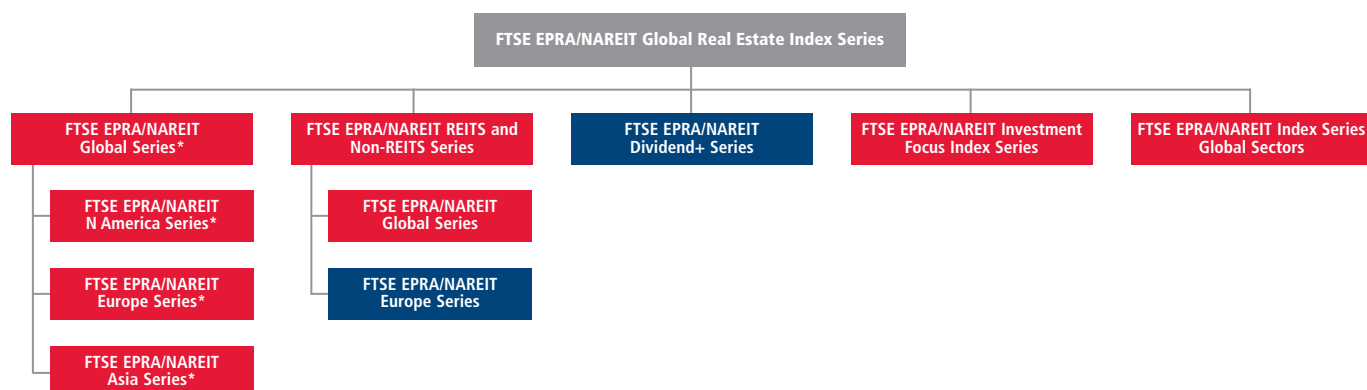 FTSE EPRA/NAREIT Global Real Estate Index Series
FTSE EPRA/NAREIT
Global Series*
FTSE EPRA/NAREIT REITS and
Non-REITS Series
FTSE EPRA/NAREIT
Dividend+ Series
FTSE EPRA/NAREIT Investment
Focus Index Series
FTSE EPRA/NAREIT Index Series
Global Sectors
FTSE EPRA/NAREIT
N America Series*
FTSE EPRA/NAREIT
Global Series
FTSE EPRA/NAREIT
Europe Series*
FTSE EPRA/NAREIT
Europe Series
FTSE EPRA/NAREIT
Asia Series*